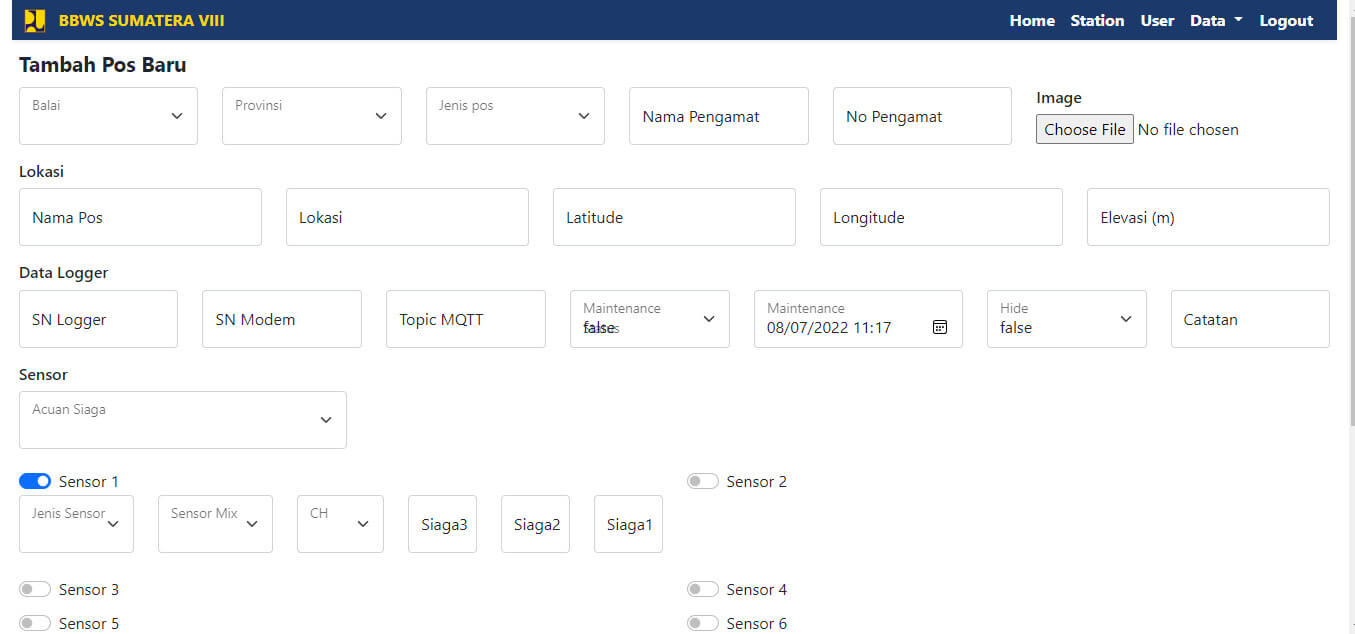 BBWS SUMATERA VIII
Home Station User Data Logout
Tambah Pos Baru
Balai
Provinsi
Jenis pos
Nama Pengamat
No Pengamat
Image
Choose File No file chosen
Lokasi
Nama Pos
Lokasi
Latitude
Longitude
Elevasi (m)
Data Logger
SN Logger
SN Modem
Topic MQTT
Maintenance
false
Maintenance
08/07/2022 11:17
Hide
false
Catatan
Sensor
Acuan Siaga
Sensor 1
Sensor 2
Jenis Sensor
Sensor Mix
CH
Siaga3
Siaga2
Siaga1
Sensor 3
Sensor 4
Sensor 5
Sensor 6